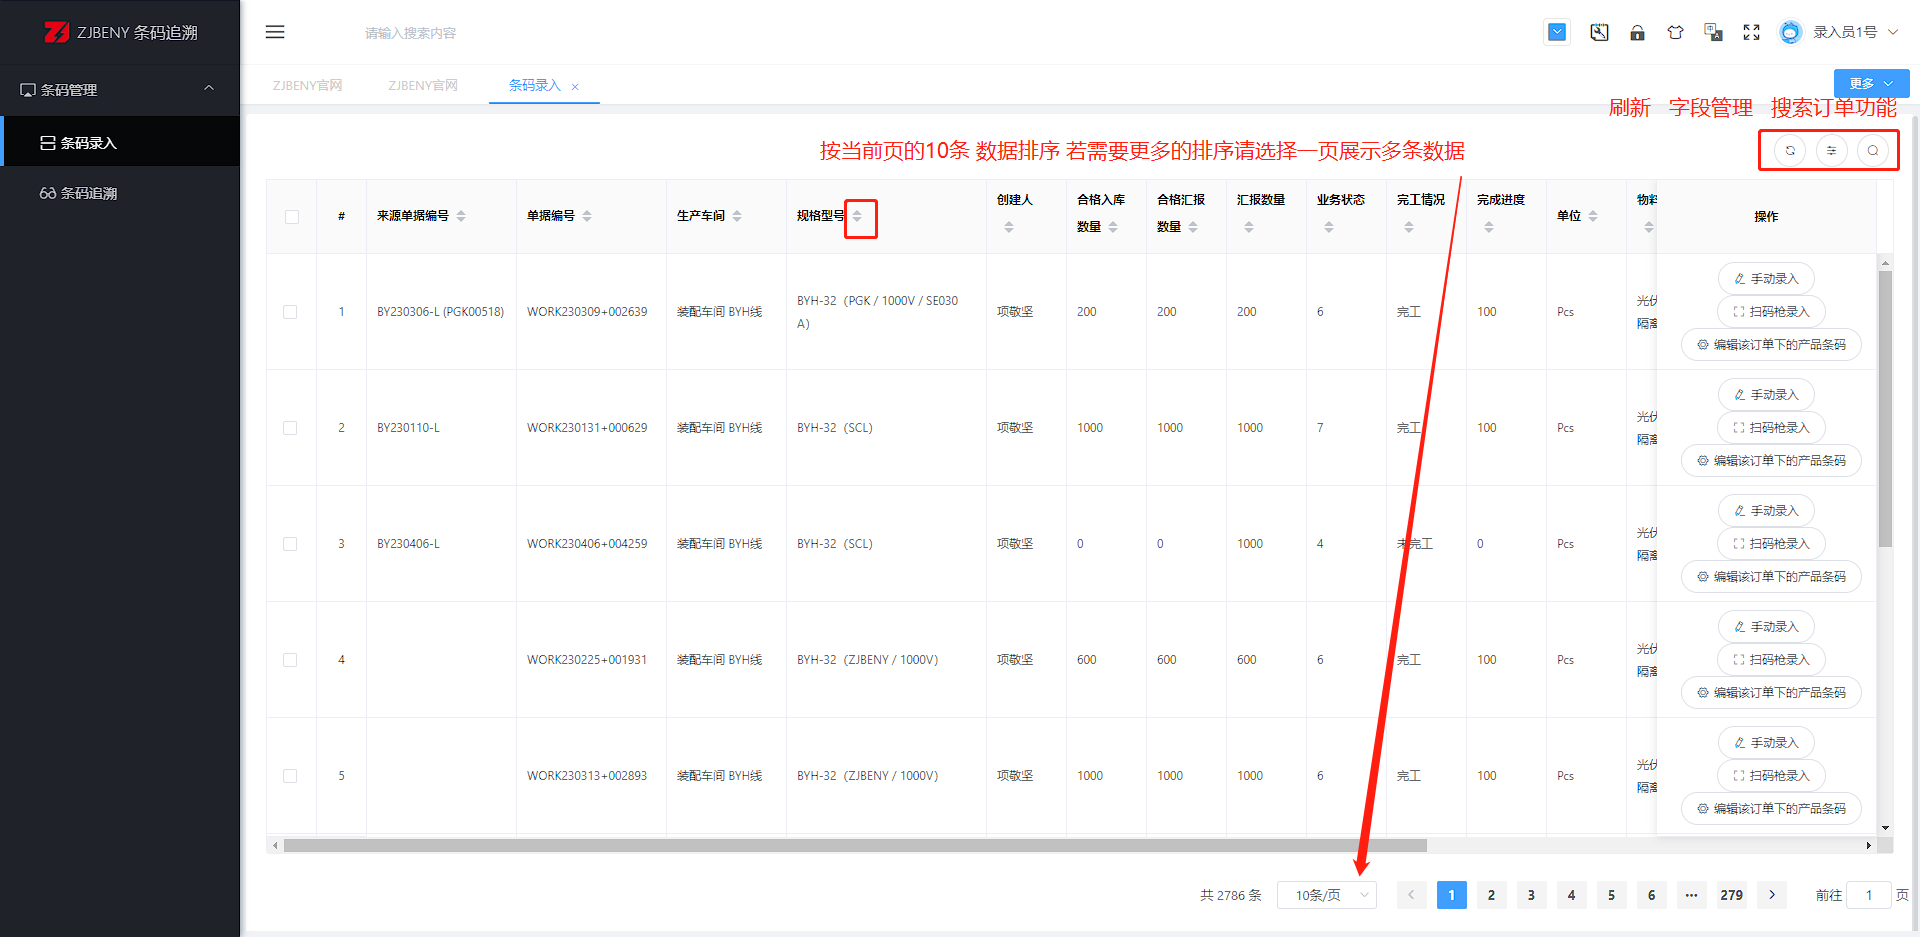 ZJBENY 条码追溯
请输入搜索内容
录入员1号
条码管理
条码录入
条码追溯
ZJBENY官网
ZJBENY官网
条码录入 ×
更多
刷新 字段管理 搜索订单功能
按当前页的10条 数据排序 若需要更多的排序请选择一页展示多条数据
# 来源单据编号 单据编号 生产车间 规格型号 创建人 合格入库数量 合格汇报数量 汇报数量 业务状态 完工情况 完成进度 单位 物料 操作
1 BY230306-L (PGK00518) WORK230309+002639 装配车间 BYH线 BYH-32（PGK / 1000V / SE030A） 项敬坚 200 200 200 6 完工 100 Pcs 光伏隔离
手动录入
扫码枪录入
编辑该订单下的产品条码
2 BY230110-L WORK230131+000629 装配车间 BYH线 BYH-32（SCL） 项敬坚 1000 1000 1000 7 完工 100 Pcs 光伏隔离
手动录入
扫码枪录入
编辑该订单下的产品条码
3 BY230406-L WORK230406+004259 装配车间 BYH线 BYH-32（SCL） 项敬坚 0 0 1000 4 未完工 0 Pcs 光伏隔离
手动录入
扫码枪录入
编辑该订单下的产品条码
4 WORK230225+001931 装配车间 BYH线 BYH-32（ZJBENY / 1000V） 项敬坚 600 600 600 6 完工 100 Pcs 光伏隔离
手动录入
扫码枪录入
编辑该订单下的产品条码
5 WORK230313+002893 装配车间 BYH线 BYH-32（ZJBENY / 1000V） 项敬坚 1000 1000 1000 6 完工 100 Pcs 光伏隔离
手动录入
扫码枪录入
编辑该订单下的产品条码
共 2786 条 10条/页 < 1 2 3 4 5 6 ··· 279 > 前往 1 页